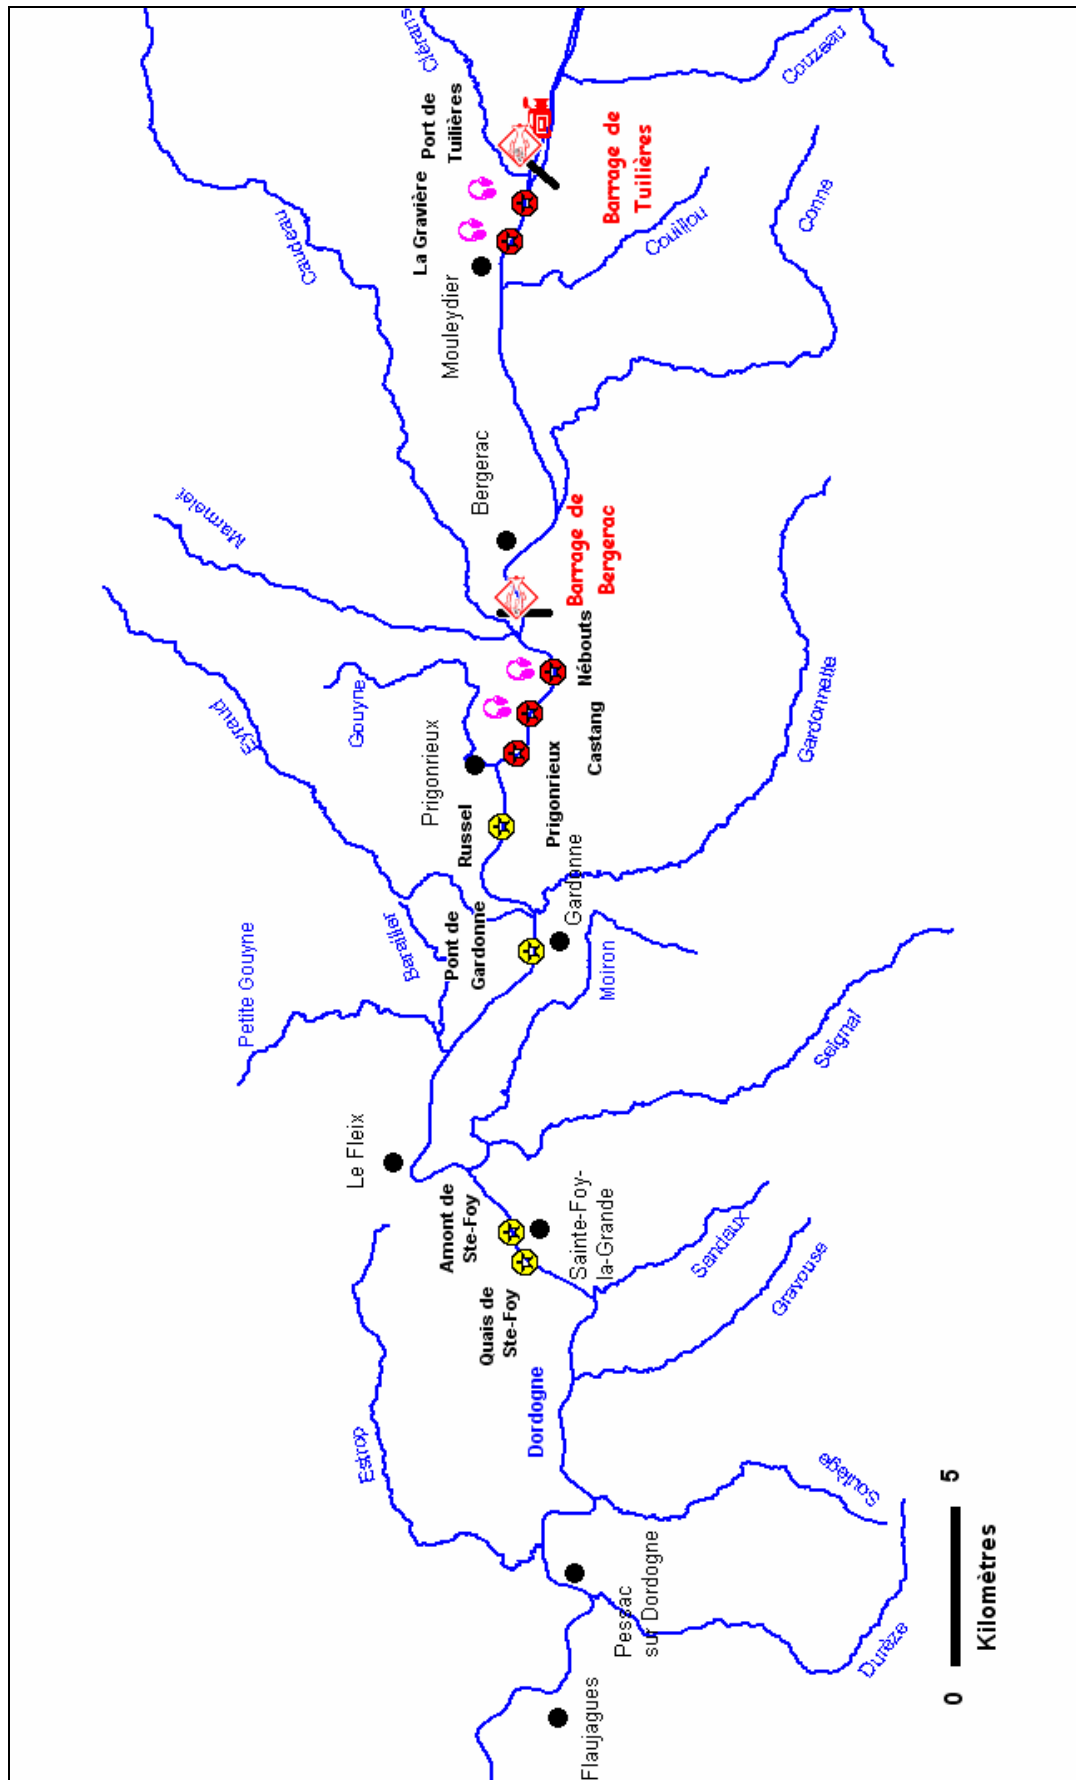 Clérans
Couzeau
Port de
Tuilières
La Gravière
Barrage de
Tuilières
Caudeau
Couillou
Conne
Mouleydier
Bergerac
Marmelet
Barrage de
Bergerac
Nébouts
Castang
Prigonrieux
Gouyne
Eyraud
Gardonnette
Prigonrieux
Russel
Gardonne
Pont de
Gardonne
Barailler
Petite Gouyne
Moiron
Seignal
Le Fleix
Amont de
Ste-Foy
Sainte-Foy-
la-Grande
Quais de
Ste-Foy
Sandaux
Gravouse
Dordogne
Estrop
Soulège
Pessac
sur Dordogne
Durèze
Flaujagues
0 5
Kilomètres